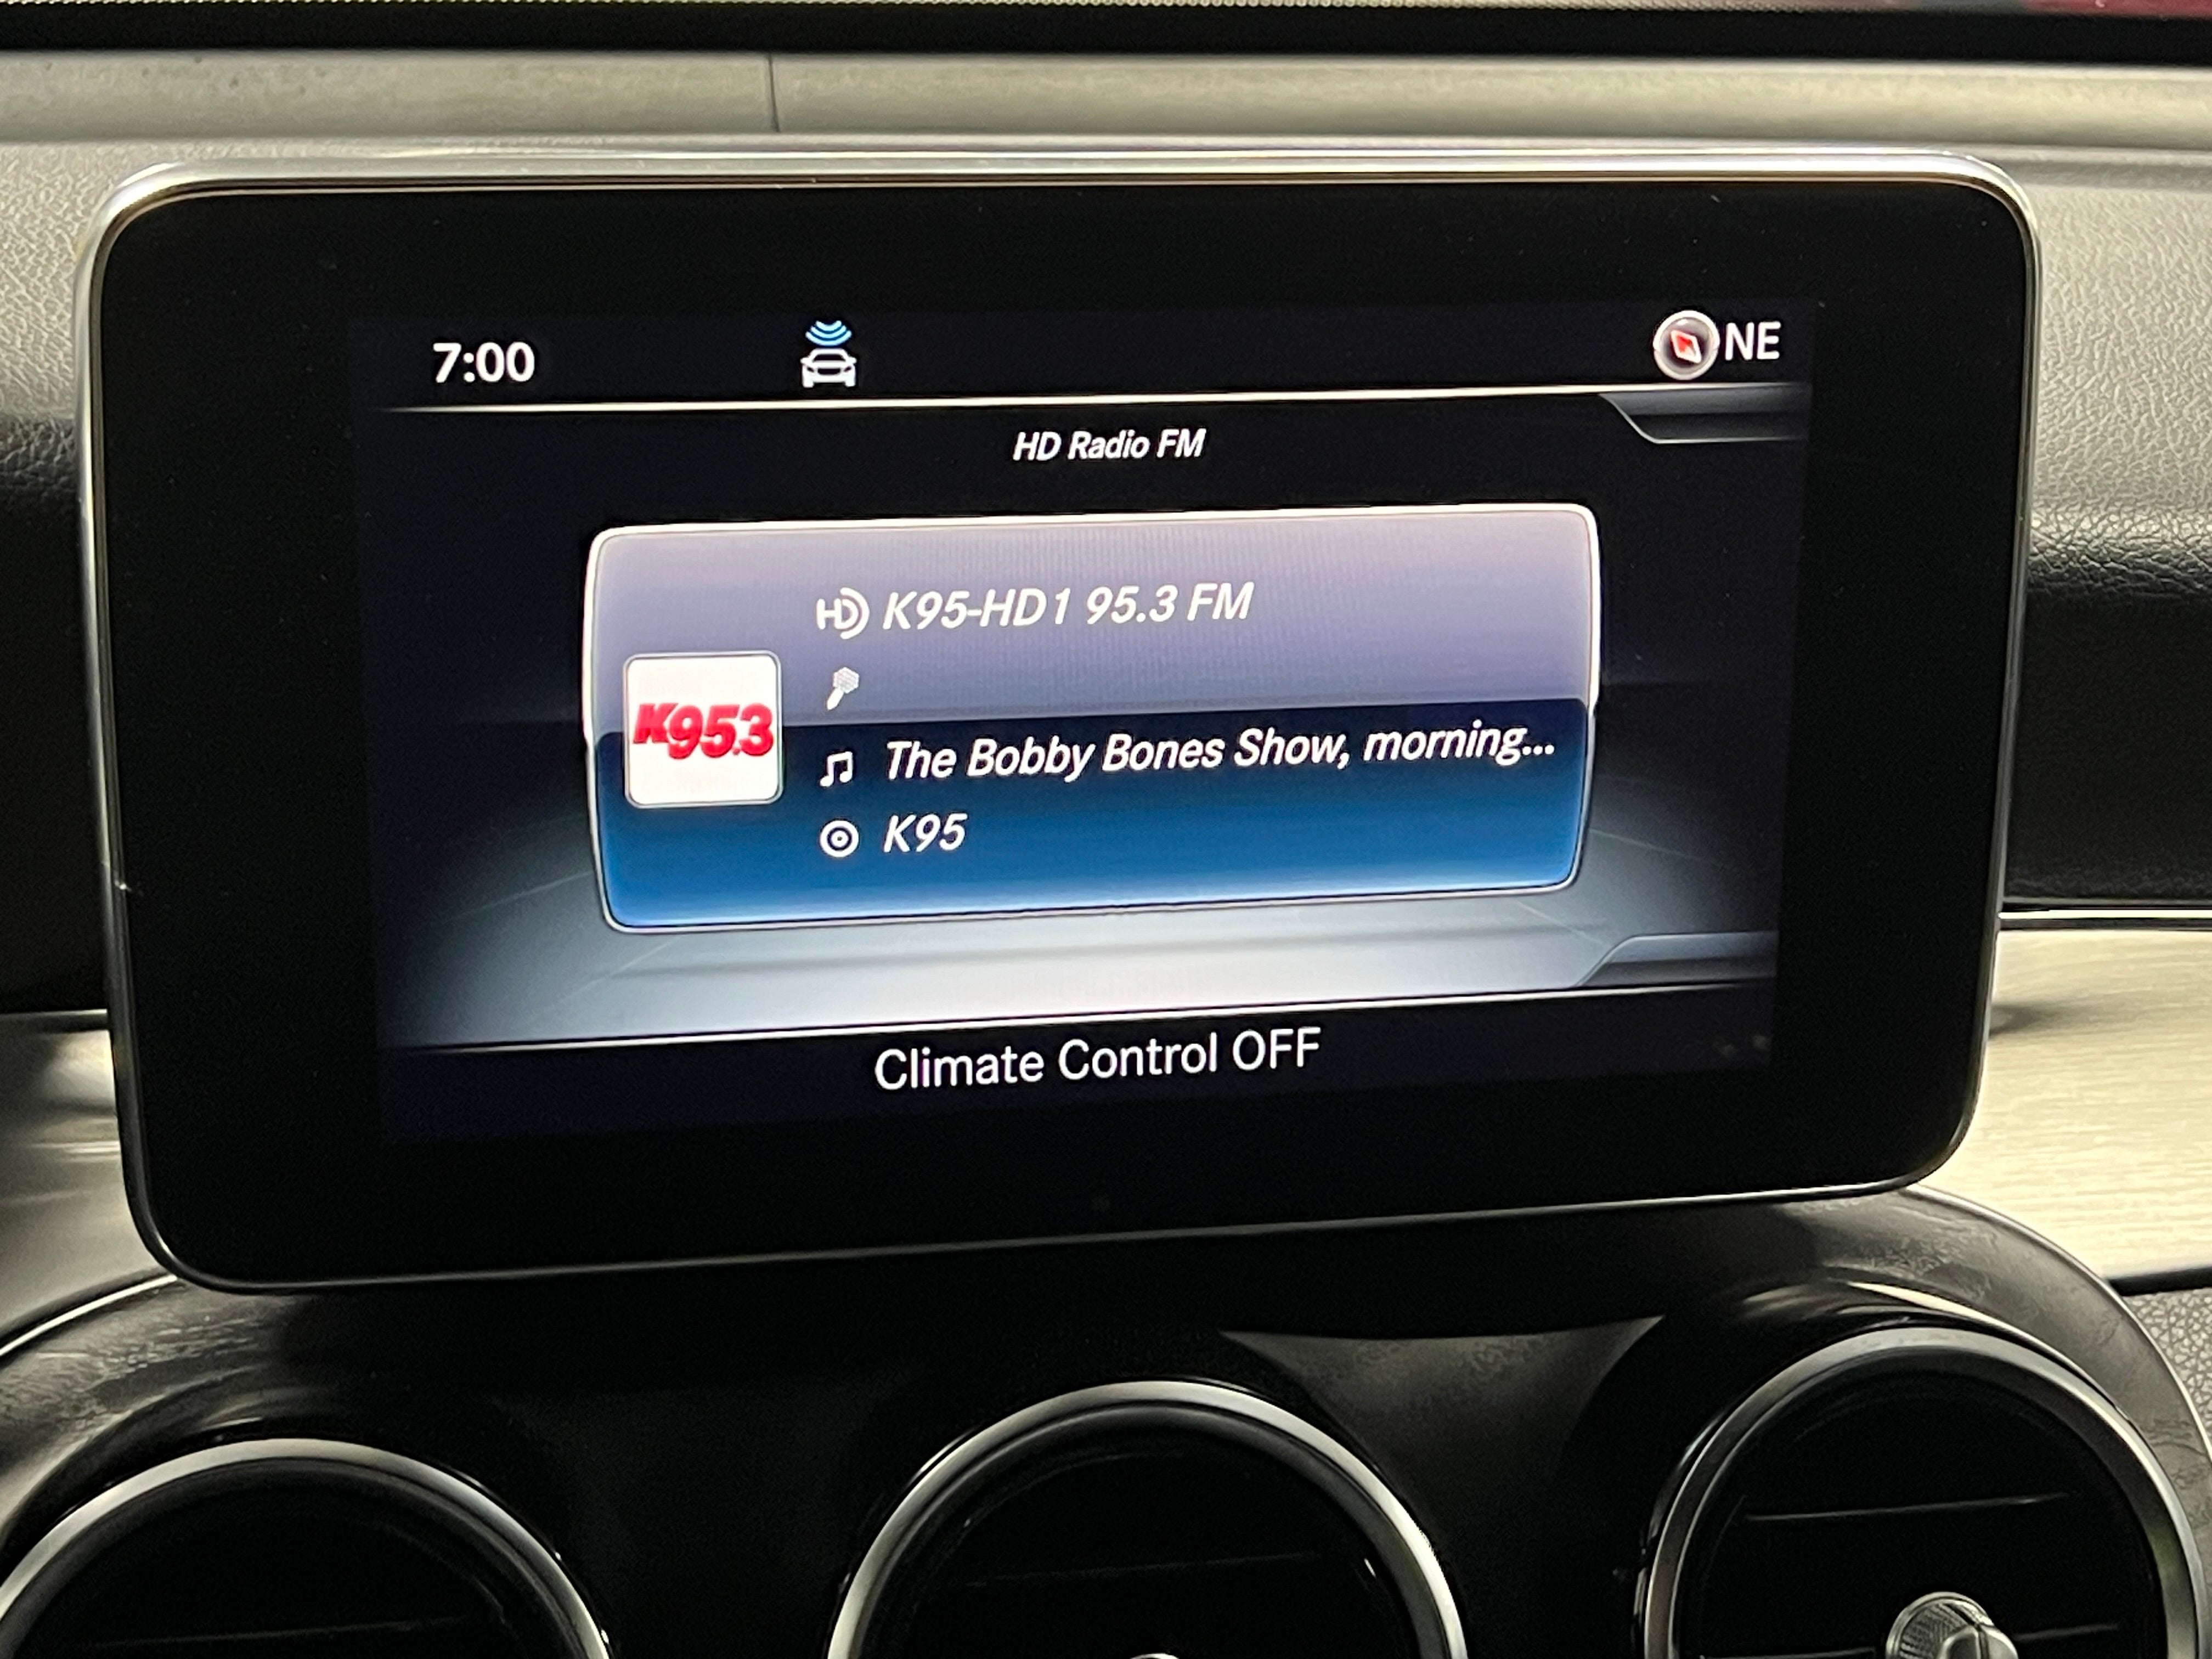 7:00
NE
HD Radio FM
HD K95-HD1 95.3 FM
K95.3
The Bobby Bones Show, morning...
K95
Climate Control OFF